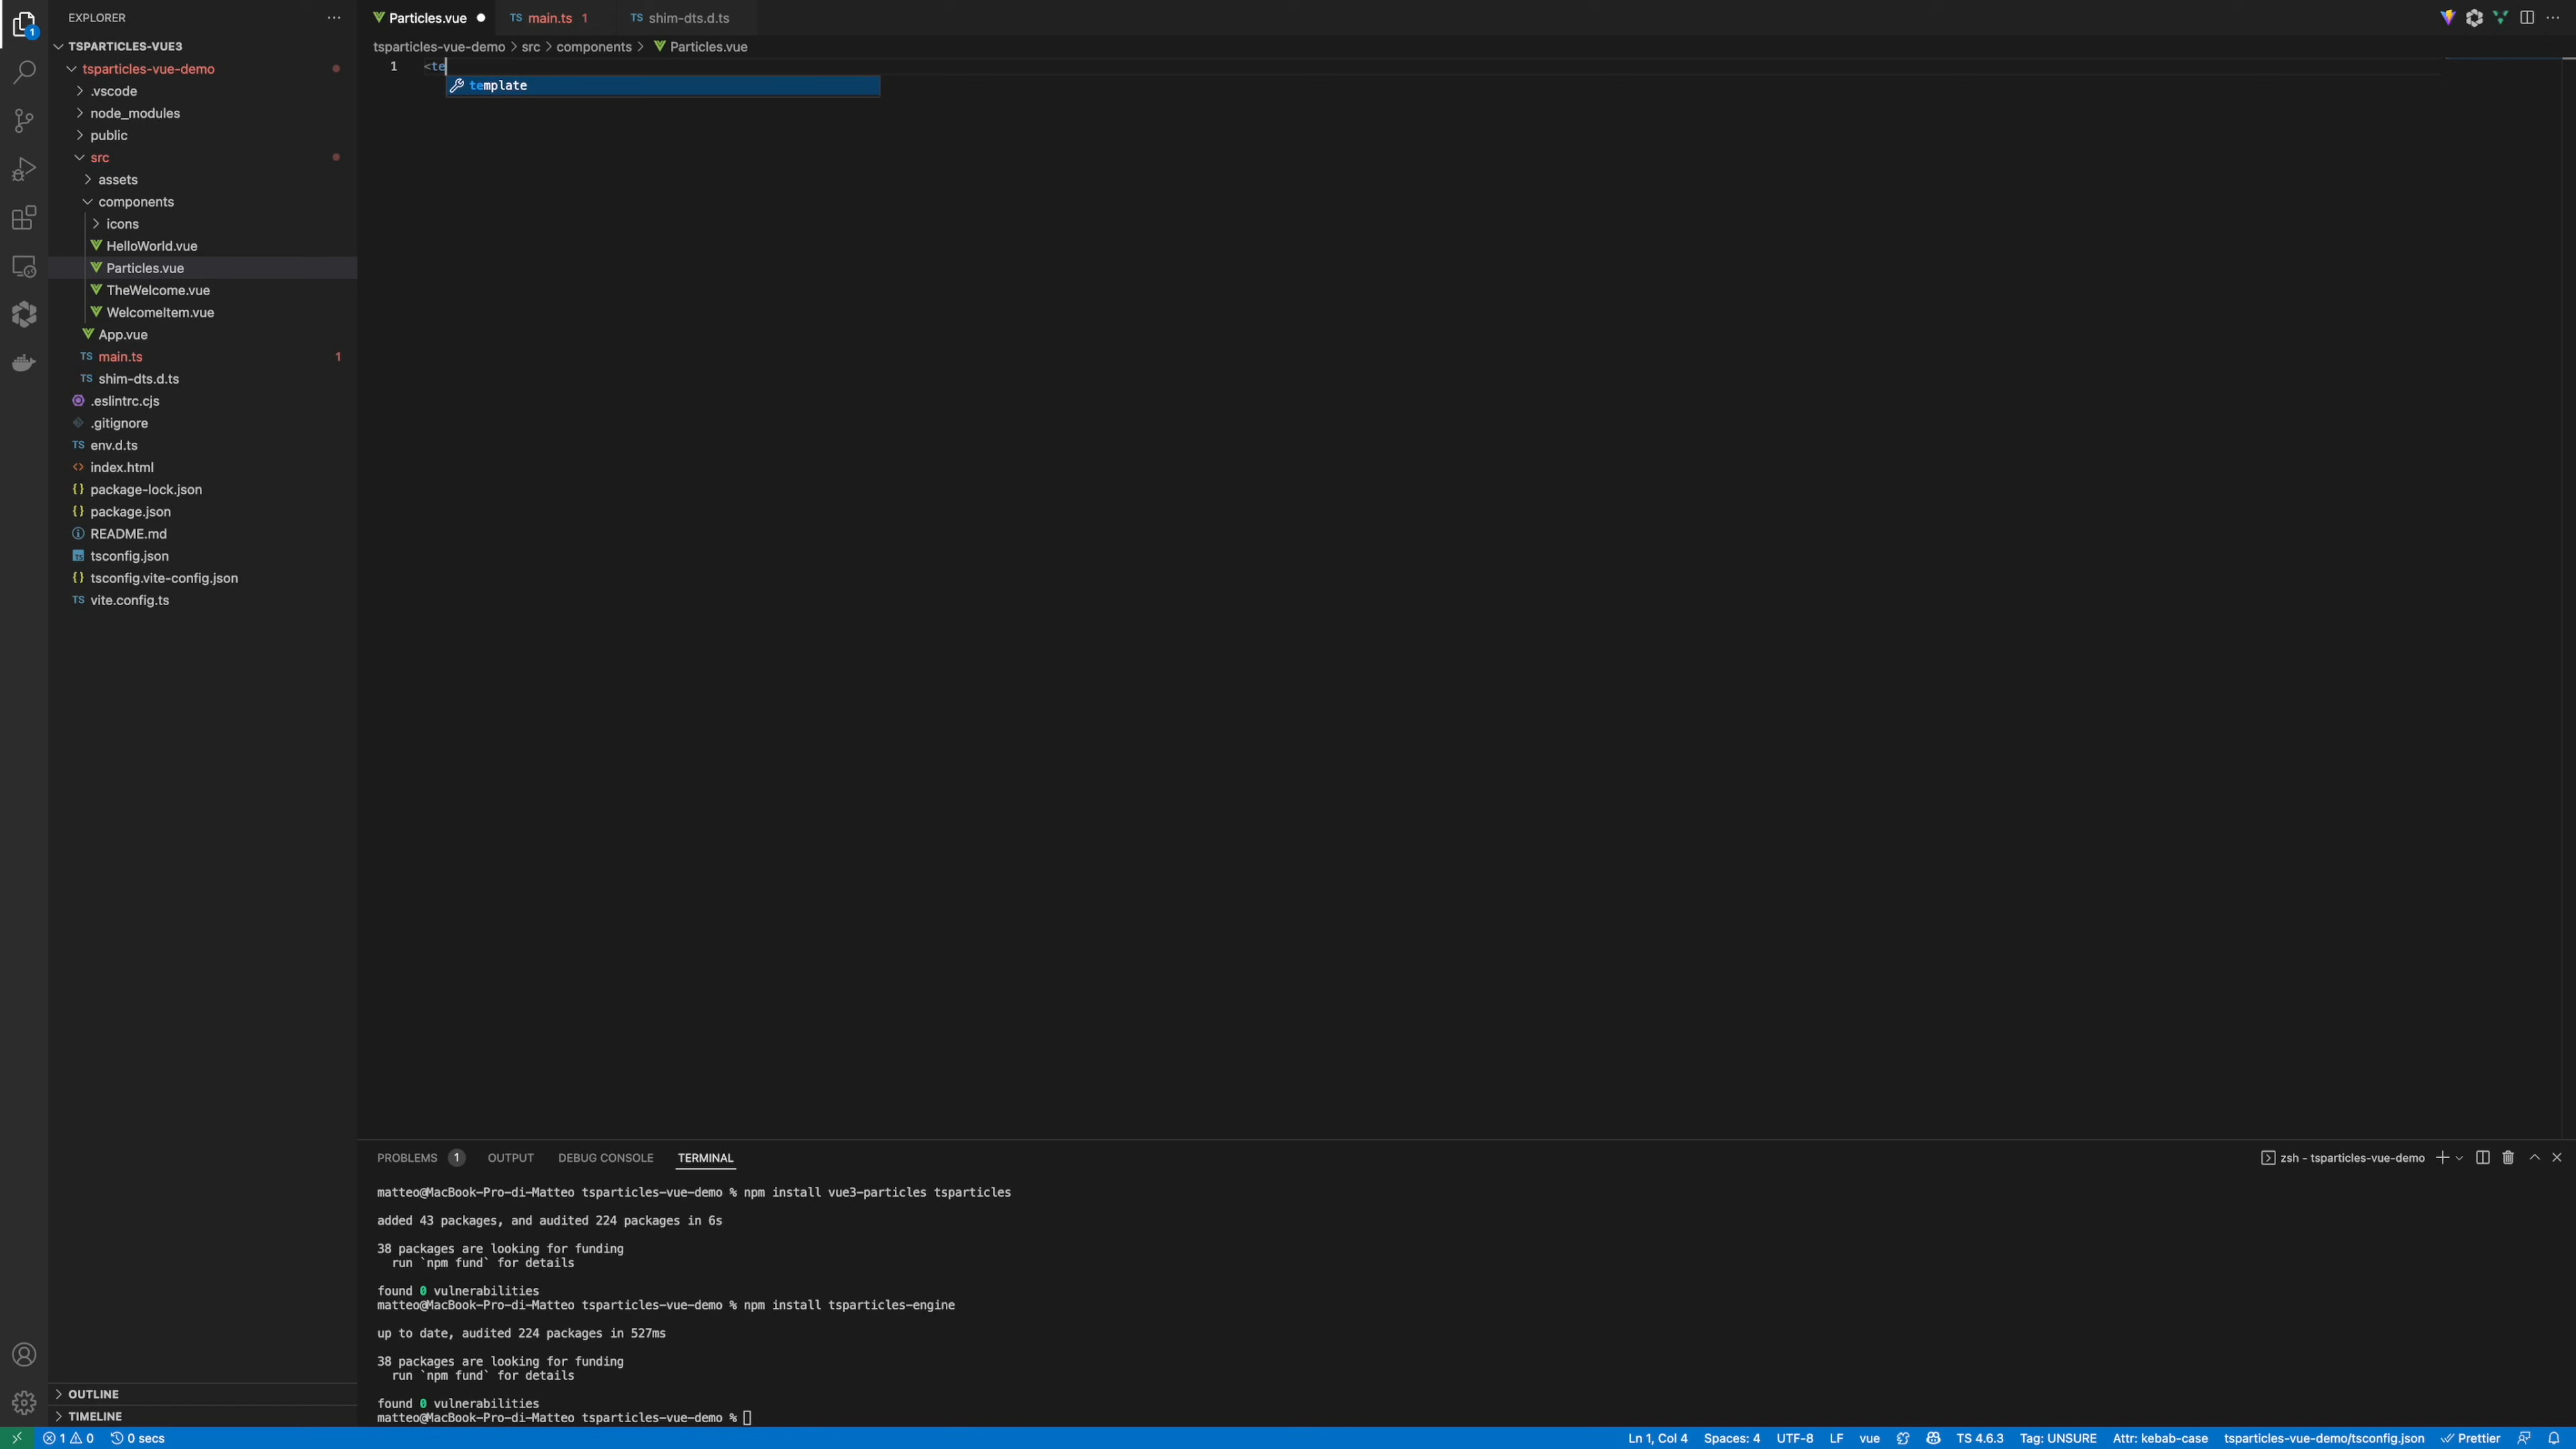 EXPLORER
TSPARTICLES-VUE3
tsparticles-vue-demo
.vscode
node_modules
public
src
assets
components
icons
HelloWorld.vue
Particles.vue
TheWelcome.vue
WelcomeItem.vue
App.vue
TS main.ts 1
TS shim-dts.d.ts
.eslintrc.cjs
.gitignore
TS env.d.ts
<> index.html
{} package-lock.json
{} package.json
README.md
TS tsconfig.json
{} tsconfig.vite-config.json
TS vite.config.ts
OUTLINE
TIMELINE
1
Particles.vue
TS main.ts 1
TS shim-dts.d.ts
tsparticles-vue-demo > src > components > Particles.vue
1 <te
template
PROBLEMS 1 OUTPUT DEBUG CONSOLE TERMINAL
zsh - tsparticles-vue-demo
matteo@MacBook-Pro-di-Matteo tsparticles-vue-demo % npm install vue3-particles tsparticles
added 43 packages, and audited 224 packages in 6s
38 packages are looking for funding
run `npm fund` for details
found 0 vulnerabilities
matteo@MacBook-Pro-di-Matteo tsparticles-vue-demo % npm install tsparticles-engine
up to date, audited 224 packages in 527ms
38 packages are looking for funding
run `npm fund` for details
found 0 vulnerabilities
matteo@MacBook-Pro-di-Matteo tsparticles-vue-demo %
1 0 0 secs
Ln 1, Col 4 Spaces: 4 UTF-8 LF vue TS 4.6.3 Tag: UNSURE Attr: kebab-case tsparticles-vue-demo/tsconfig.json Prettier